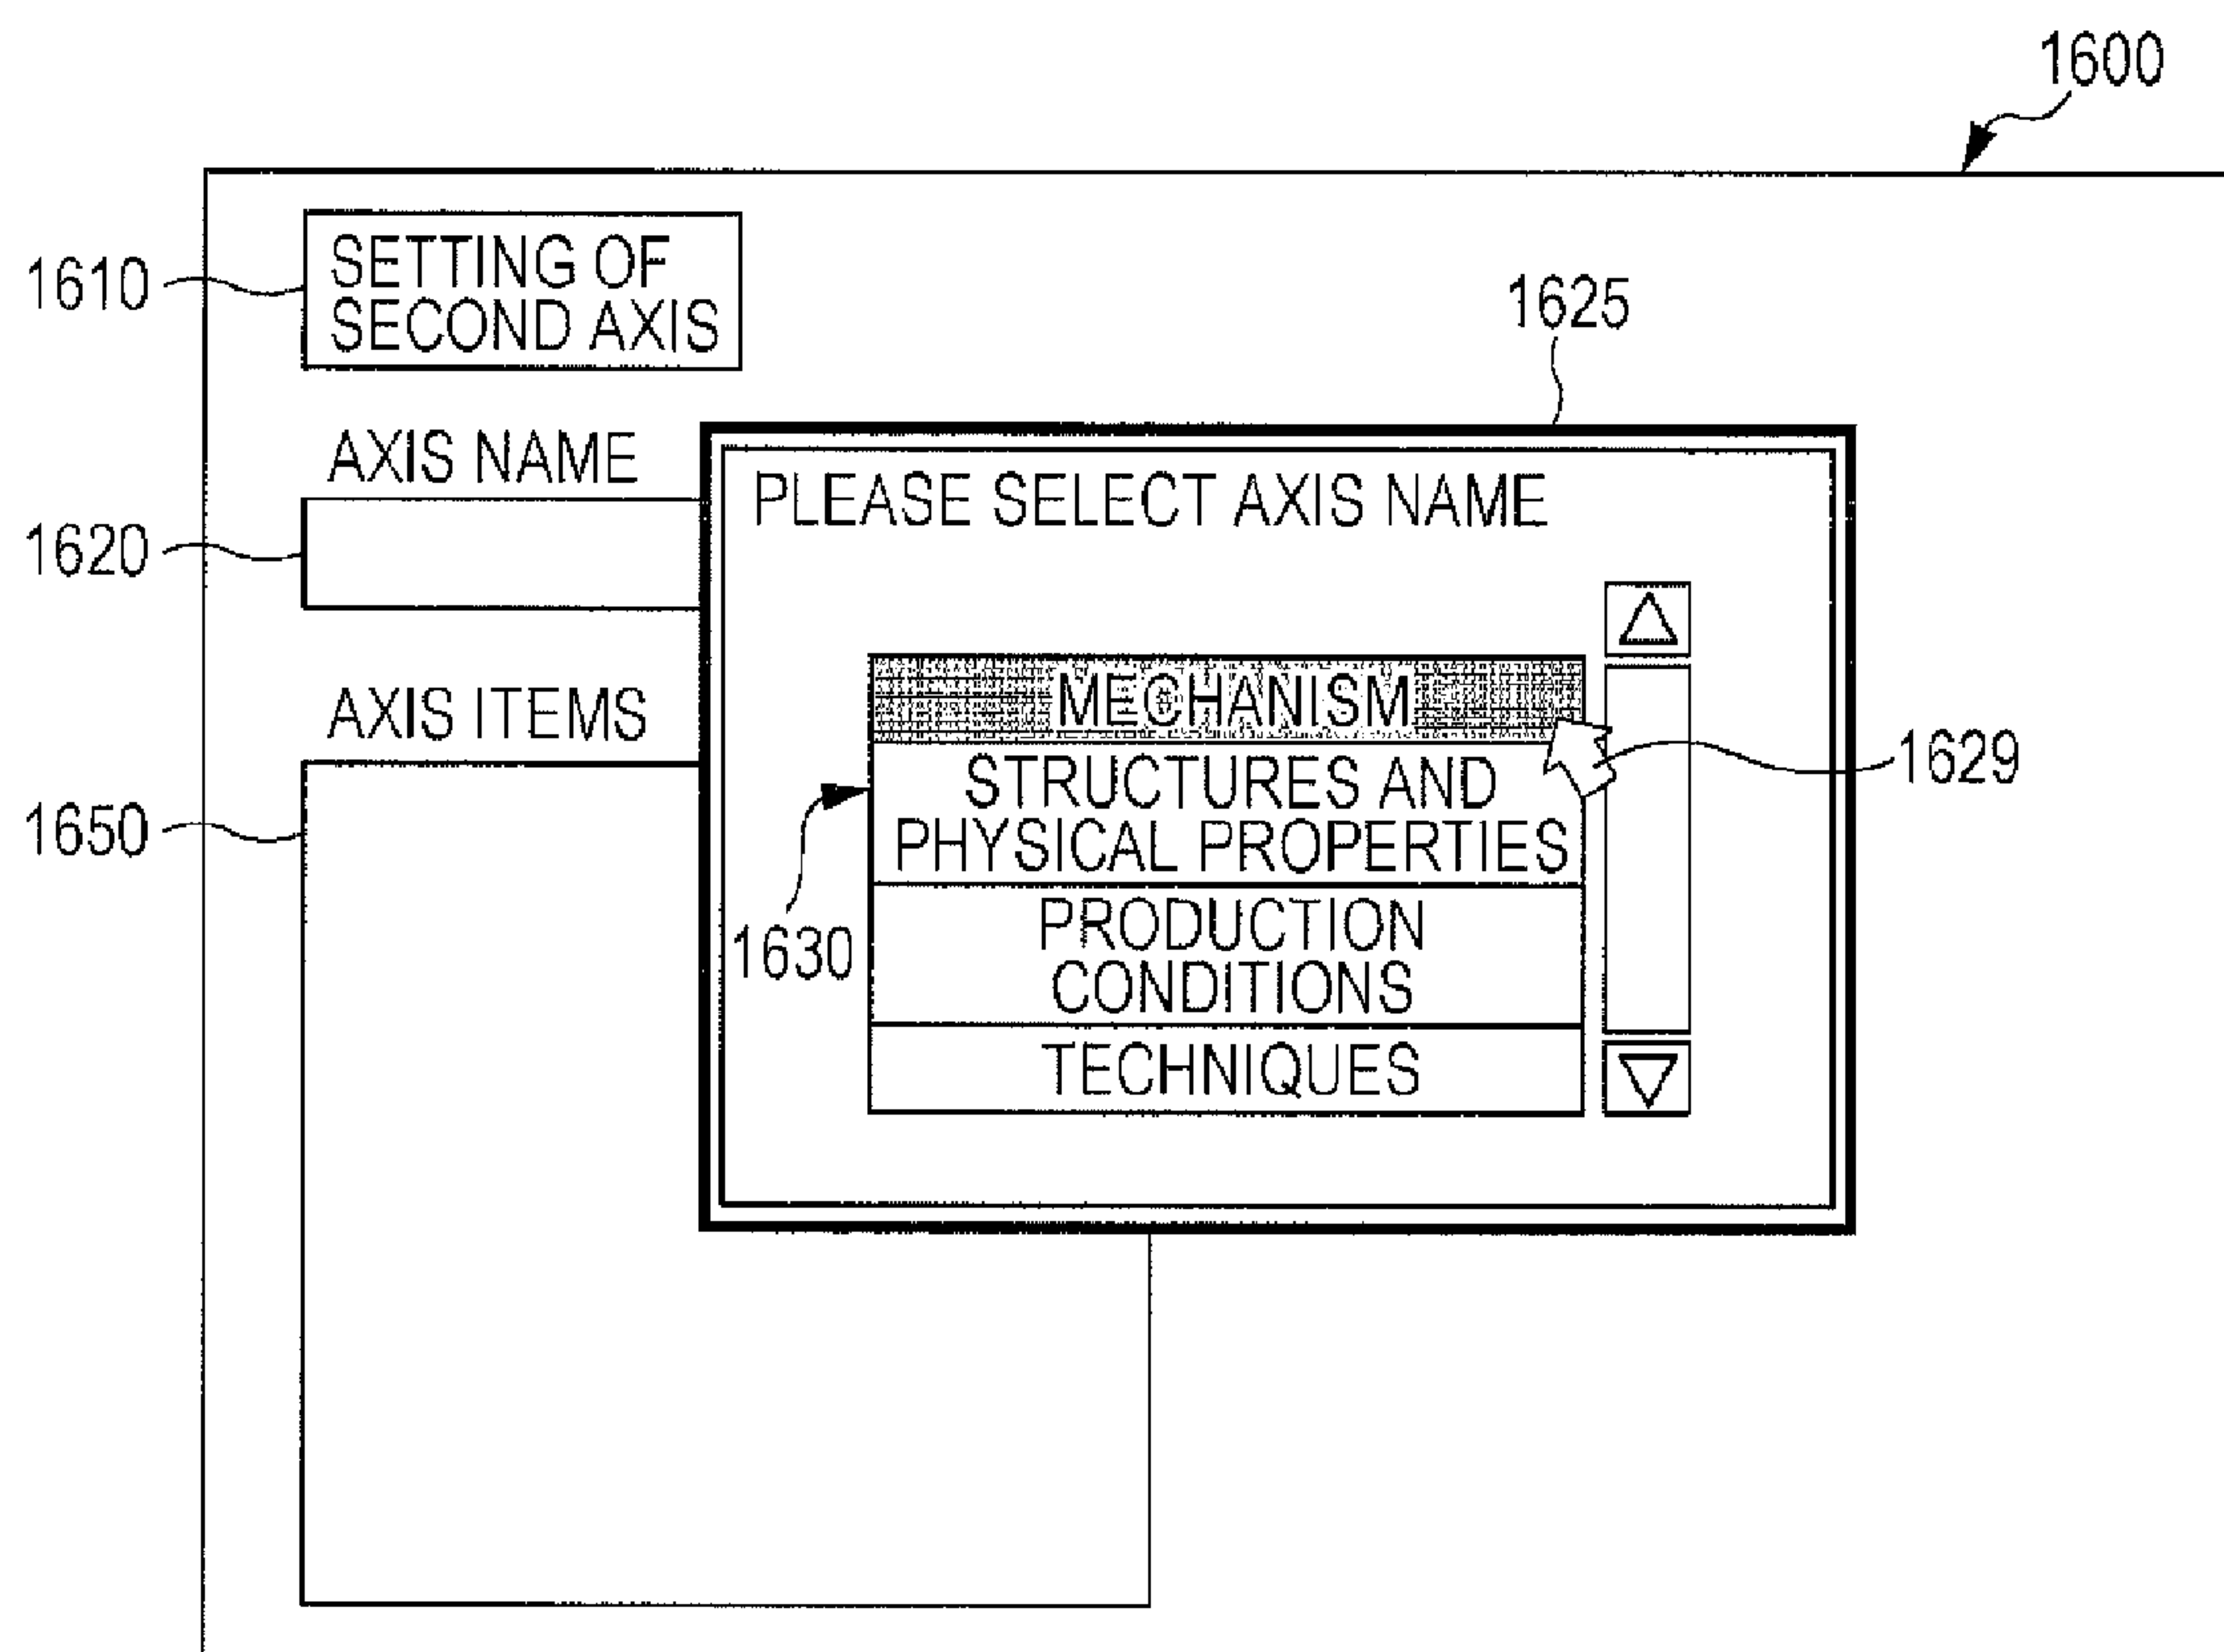 1600
1610
SETTING OF
SECOND AXIS
1625
AXIS NAME
1620
PLEASE SELECT AXIS NAME
AXIS ITEMS
1650
MECHANISM
1629
STRUCTURES AND
PHYSICAL PROPERTIES
1630
PRODUCTION
CONDITIONS
TECHNIQUES